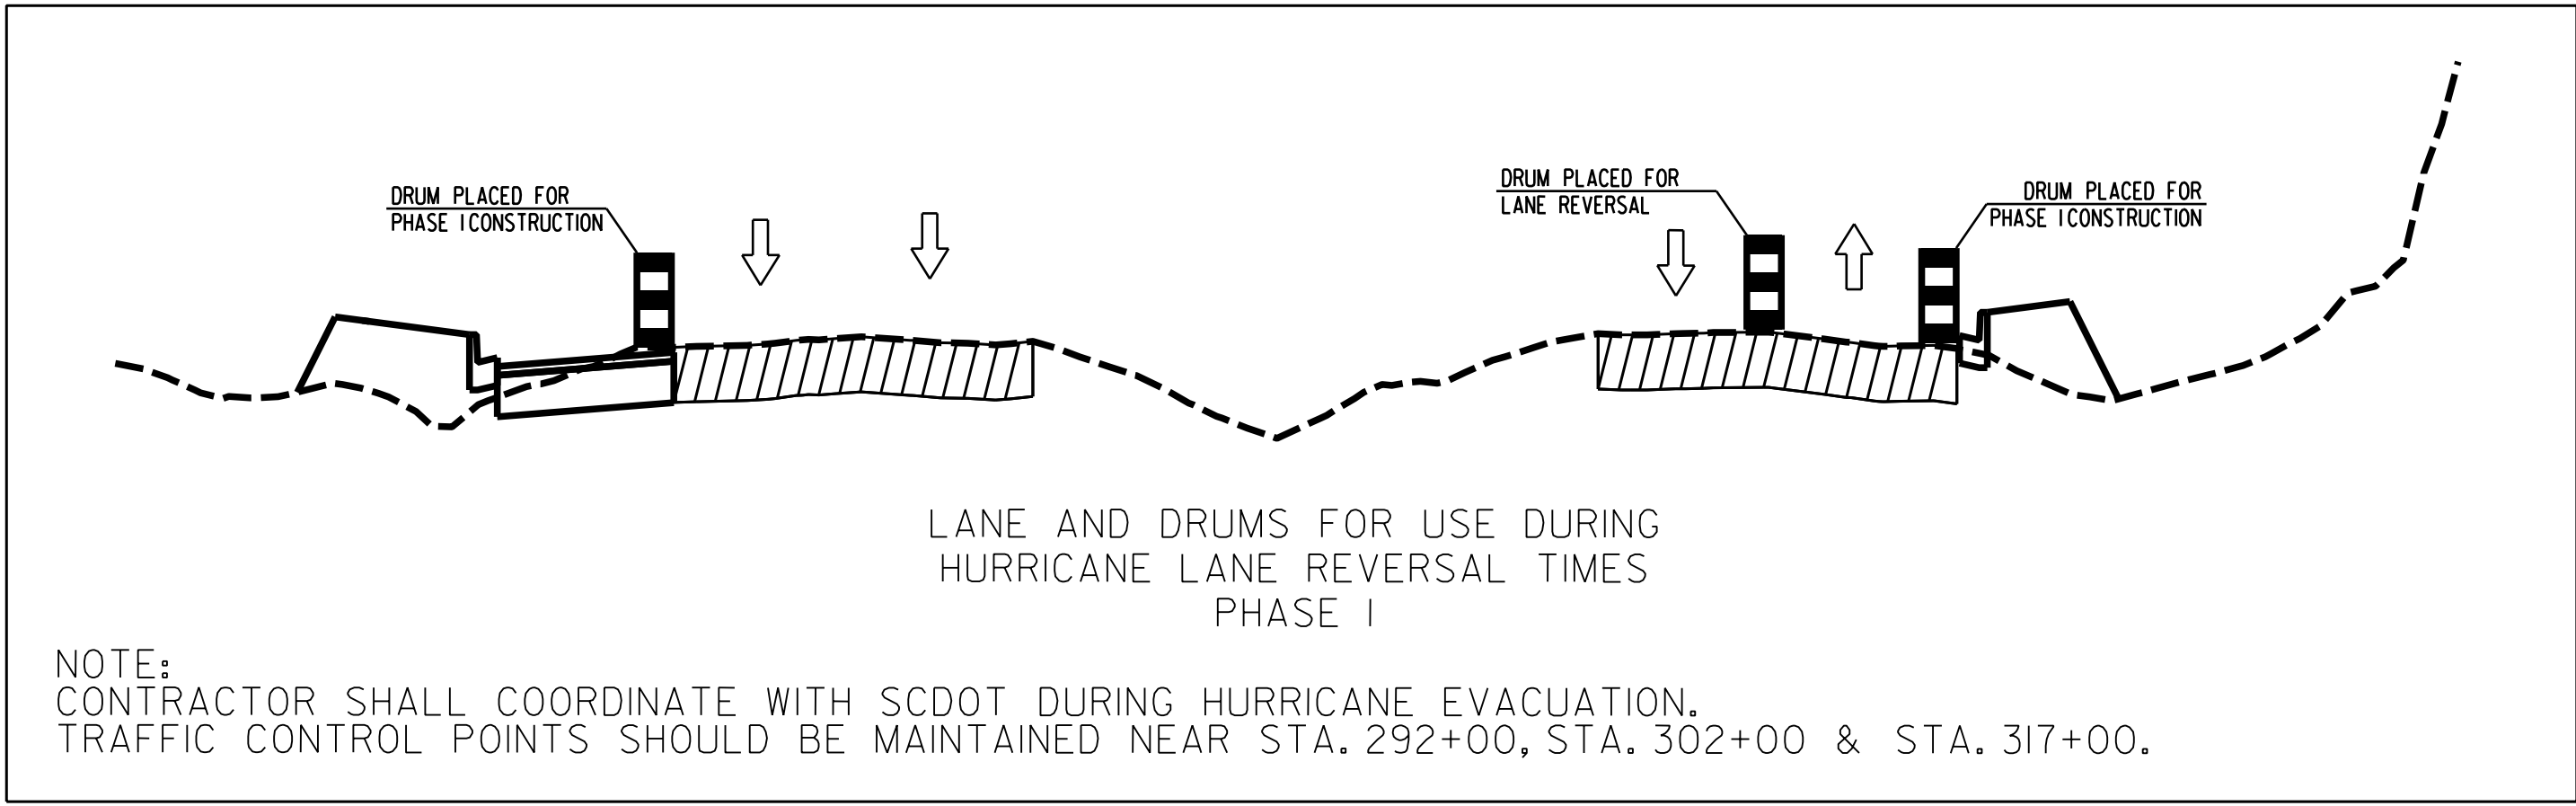 DRUM PLACED FOR
PHASE I CONSTRUCTION
DRUM PLACED FOR
LANE REVERSAL
DRUM PLACED FOR
PHASE I CONSTRUCTION
LANE AND DRUMS FOR USE DURING
HURRICANE LANE REVERSAL TIMES
PHASE I
NOTE:
CONTRACTOR SHALL COORDINATE WITH SCDOT DURING HURRICANE EVACUATION.
TRAFFIC CONTROL POINTS SHOULD BE MAINTAINED NEAR STA. 292+00, STA. 302+00 & STA. 317+00.